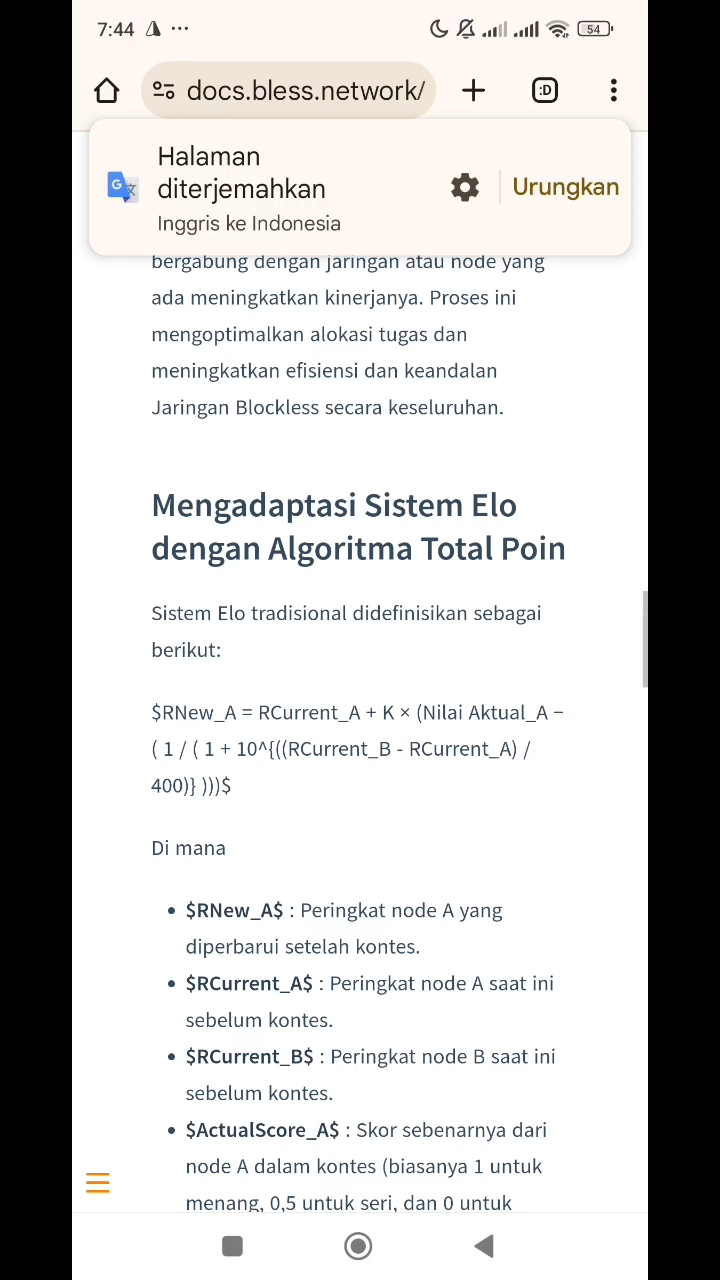 7:44
54
docs.bless.network/
:D
Halaman
diterjemahkan
Inggris ke Indonesia
Urungkan
G 文
bergabung dengan jaringan atau node yang
ada meningkatkan kinerjanya. Proses ini
mengoptimalkan alokasi tugas dan
meningkatkan efisiensi dan keandalan
Jaringan Blockless secara keseluruhan.
Mengadaptasi Sistem Elo
dengan Algoritma Total Poin
Sistem Elo tradisional didefinisikan sebagai
berikut:
$RNew_A = RCurrent_A + K × (Nilai Aktual_A −
( 1 / ( 1 + 10^{((RCurrent_B - RCurrent_A) /
400)} )))$
Di mana
• $RNew_A$ : Peringkat node A yang
diperbarui setelah kontes.
• $RCurrent_A$ : Peringkat node A saat ini
sebelum kontes.
• $RCurrent_B$ : Peringkat node B saat ini
sebelum kontes.
• $ActualScore_A$ : Skor sebenarnya dari
node A dalam kontes (biasanya 1 untuk
menang, 0,5 untuk seri, dan 0 untuk